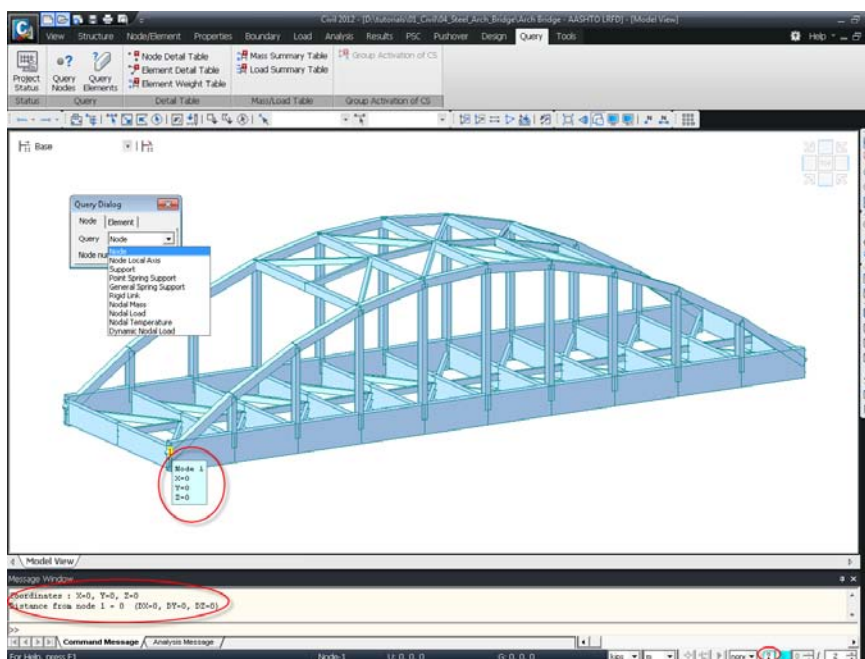 Civil 2012 - [D:\tutorials\01_Civil\04_Steel_Arch_Bridge\Arch Bridge - AASHTO LRFD] - [Model View]
View Structure Node/Element Properties Boundary Load Analysis Results PSC Pushover Design Query Tools
Help
Project Status
Query Nodes
Query Elements
Node Detail Table
Element Detail Table
Element Weight Table
Mass Summary Table
Load Summary Table
Group Activation of CS
Status
Query
Detail Table
Mass/Load Table
Group Activation of CS
Base
Query Dialog
Node Element
Query Node
Node
Node Local Axis
Support
Point Spring Support
General Spring Support
Rigid Link
Nodal Mass
Nodal Load
Nodal Temperature
Dynamic Nodal Load
Node 1
X=0
Y=0
Z=0
Model View
Message Window
Coordinates : X=0, Y=0, Z=0
Distance from node 1 = 0 (DX=0, DY=0, DZ=0)
>>
Command Message Analysis Message
For Help, press F1
Node-1
U: 0, 0, 0
G: 0, 0, 0
kips